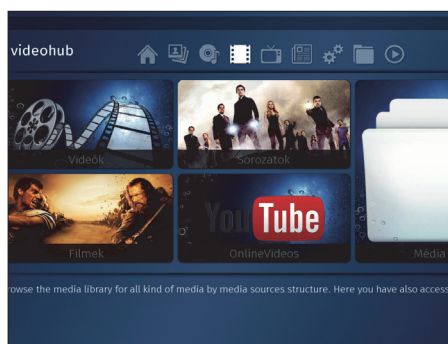 videohub
Videók
Sorozatok
YouTube
Filmek
OnlineVideos
Média
rowse the media library for all kind of media by media sources structure. Here you have also access